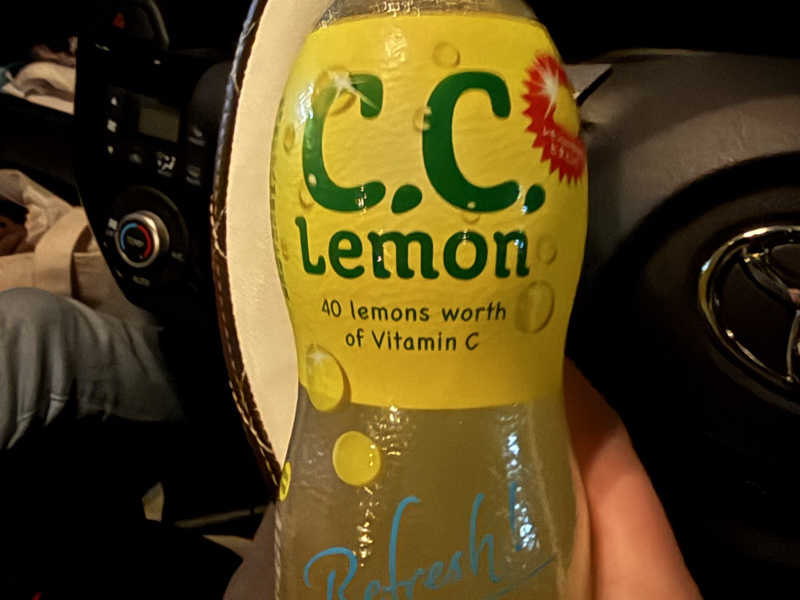 C.C.
Lemon
40 lemons worth
of Vitamin C
Refresh!